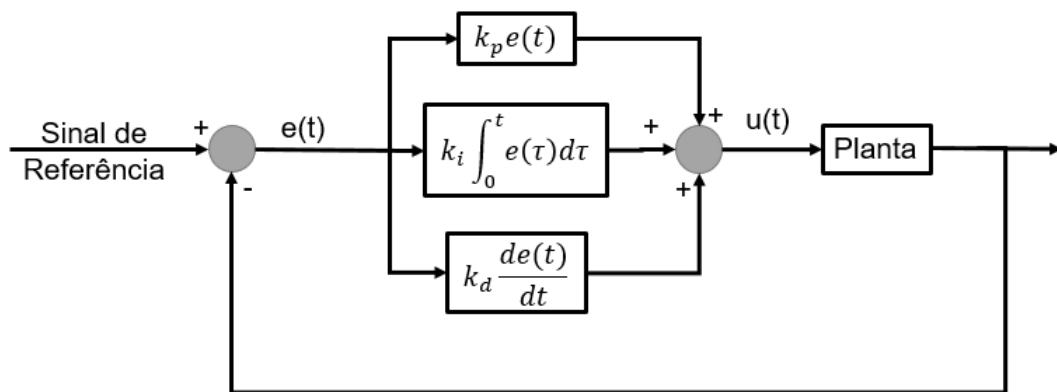 k_p e(t)
Sinal de
Referência
+
-
e(t)
k_i ∫_0^t e(τ)dτ
+
+
+
u(t)
Planta
k_d de(t)/dt